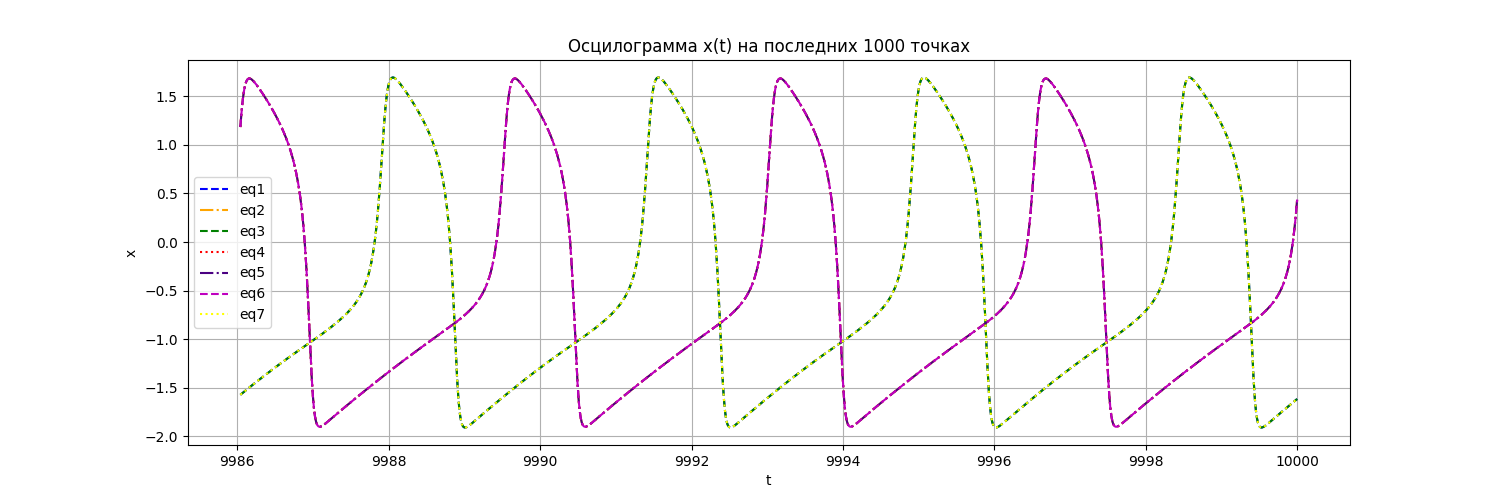 Осцилограмма x(t) на последних 1000 точках
x
1.5
1.0
0.5
0.0
−0.5
−1.0
−1.5
−2.0
eq1
eq2
eq3
eq4
eq5
eq6
eq7
9986 9988 9990 9992 9994 9996 9998 10000
t